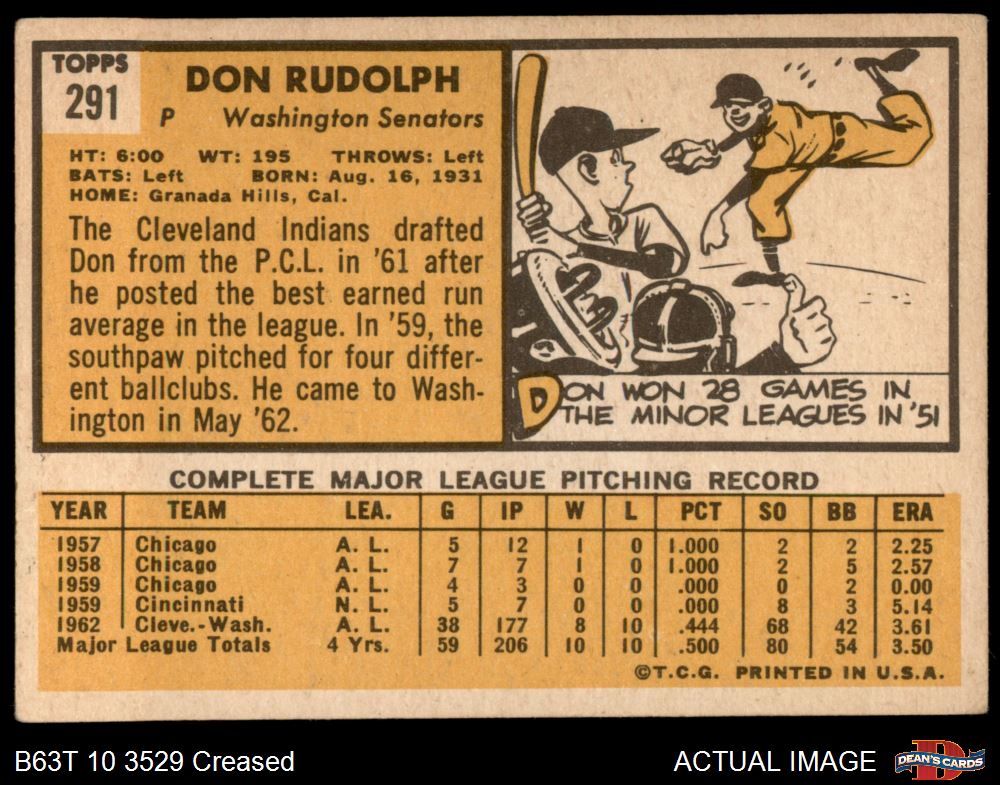 TOPPS
291
DON RUDOLPH
P Washington Senators
HT: 6:00 WT: 195 THROWS: Left
BATS: Left BORN: Aug. 16, 1931
HOME: Granada Hills, Cal.
The Cleveland Indians drafted
Don from the P.C.L. in '61 after
he posted the best earned run
average in the league. In '59, the
southpaw pitched for four differ-
ent ballclubs. He came to Wash-
ington in May '62.
DON WON 28 GAMES IN
THE MINOR LEAGUES IN '51
COMPLETE MAJOR LEAGUE PITCHING RECORD
YEAR TEAM LEA. G IP W L PCT SO BB ERA
1957 Chicago A. L. 5 12 1 0 1.000 2 2 2.25
1958 Chicago A. L. 7 7 1 0 1.000 2 5 2.57
1959 Chicago A. L. 4 3 0 0 .000 0 2 0.00
1959 Cincinnati N. L. 5 7 0 0 .000 8 3 5.14
1962 Cleve.-Wash. A. L. 38 177 8 10 .444 68 42 3.61
Major League Totals 4 Yrs. 59 206 10 10 .500 80 54 3.50
©T.C.G. PRINTED IN U.S.A.
B63T 10 3529 Creased
ACTUAL IMAGE
D
DEAN'S CARDS